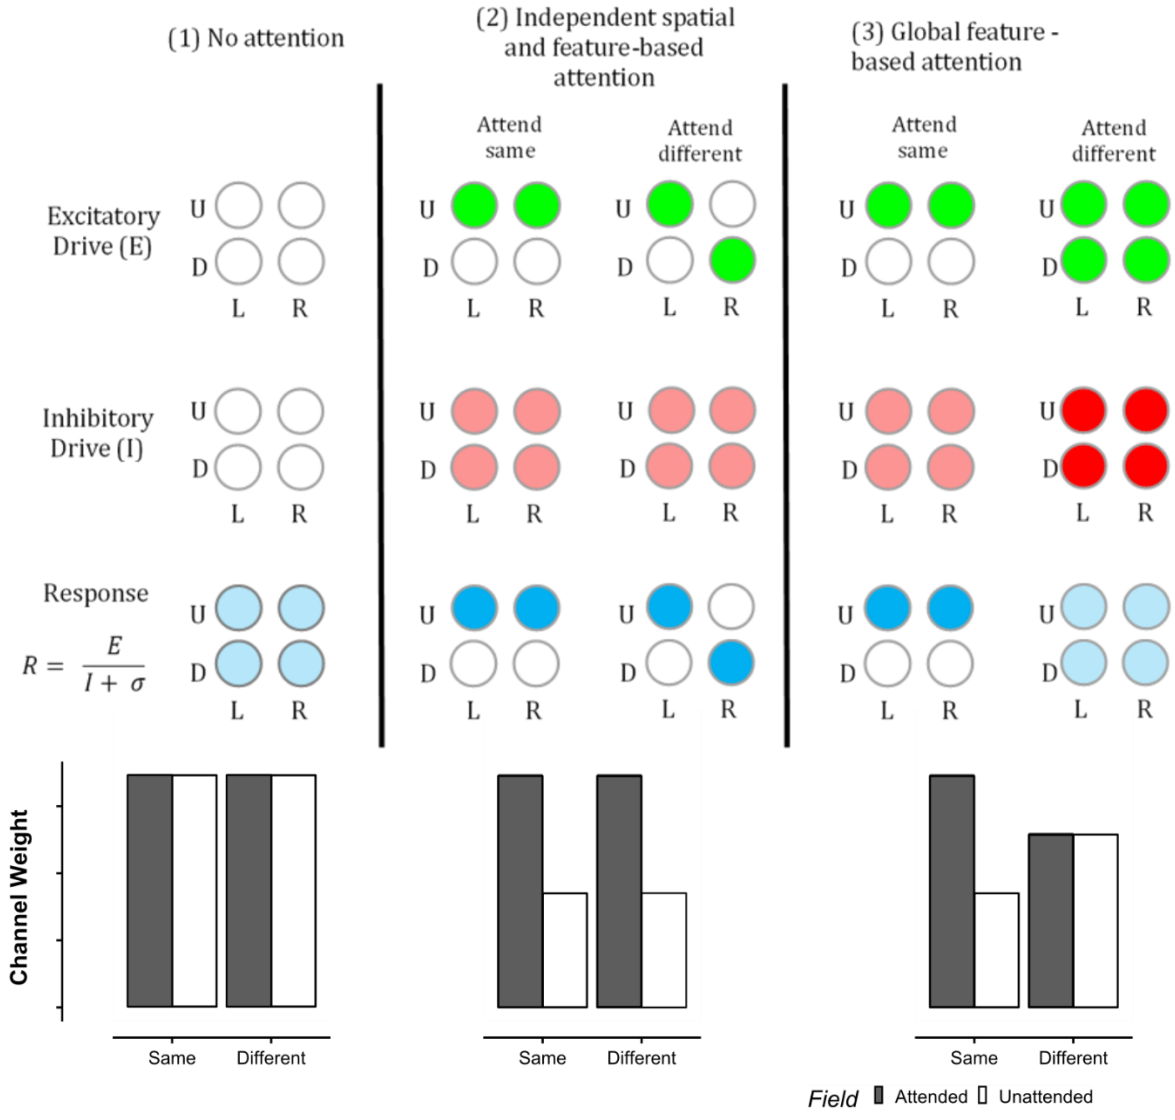 (1) No attention
(2) Independent spatial
and feature-based
attention
(3) Global feature -
based attention
Attend
same
Attend
different
Attend
same
Attend
different
Excitatory
Drive (E)
U
D
L R
U
D
L R
U
D
L R
U
D
L R
U
D
L R
Inhibitory
Drive (I)
U
D
L R
U
D
L R
U
D
L R
U
D
L R
U
D
L R
Response
R = E / I + σ
U
D
L R
U
D
L R
U
D
L R
U
D
L R
U
D
L R
Channel Weight
Same Different
Same Different
Same Different
Field Attended Unattended